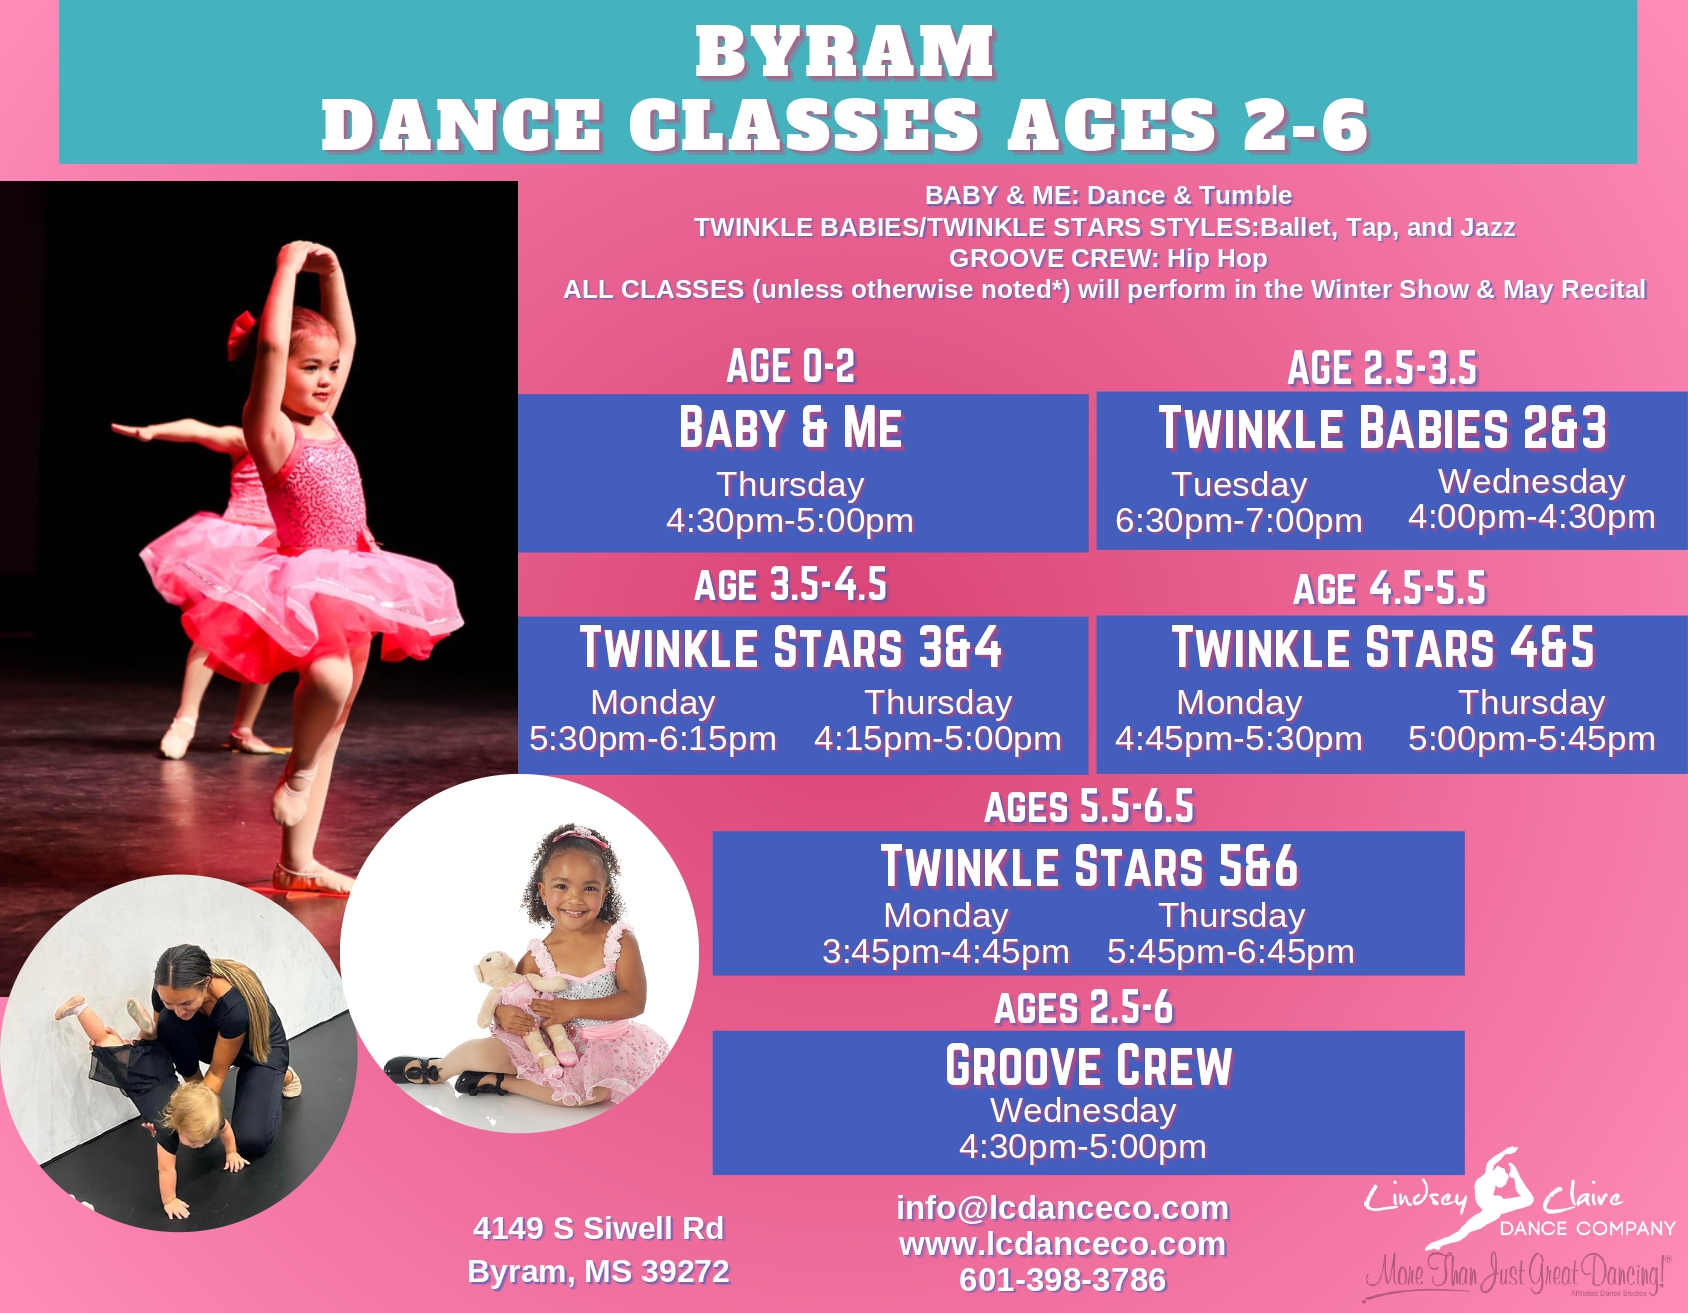 BYRAM
DANCE CLASSES AGES 2-6
BABY & ME: Dance & Tumble
TWINKLE BABIES/TWINKLE STARS STYLES:Ballet, Tap, and Jazz
GROOVE CREW: Hip Hop
ALL CLASSES (unless otherwise noted*) will perform in the Winter Show & May Recital
AGE 0-2
BABY & ME
Thursday
4:30pm-5:00pm
AGE 2.5-3.5
TWINKLE BABIES 2&3
Tuesday
6:30pm-7:00pm
Wednesday
4:00pm-4:30pm
AGE 3.5-4.5
TWINKLE STARS 3&4
Monday
5:30pm-6:15pm
Thursday
4:15pm-5:00pm
AGE 4.5-5.5
TWINKLE STARS 4&5
Monday
4:45pm-5:30pm
Thursday
5:00pm-5:45pm
AGES 5.5-6.5
TWINKLE STARS 5&6
Monday
3:45pm-4:45pm
Thursday
5:45pm-6:45pm
AGES 2.5-6
GROOVE CREW
Wednesday
4:30pm-5:00pm
4149 S Siwell Rd
Byram, MS 39272
info@lcdanceco.com
www.lcdanceco.com
601-398-3786
Lindsey Claire
DANCE COMPANY
More Than Just Great Dancing!®
Affiliated Dance Studios